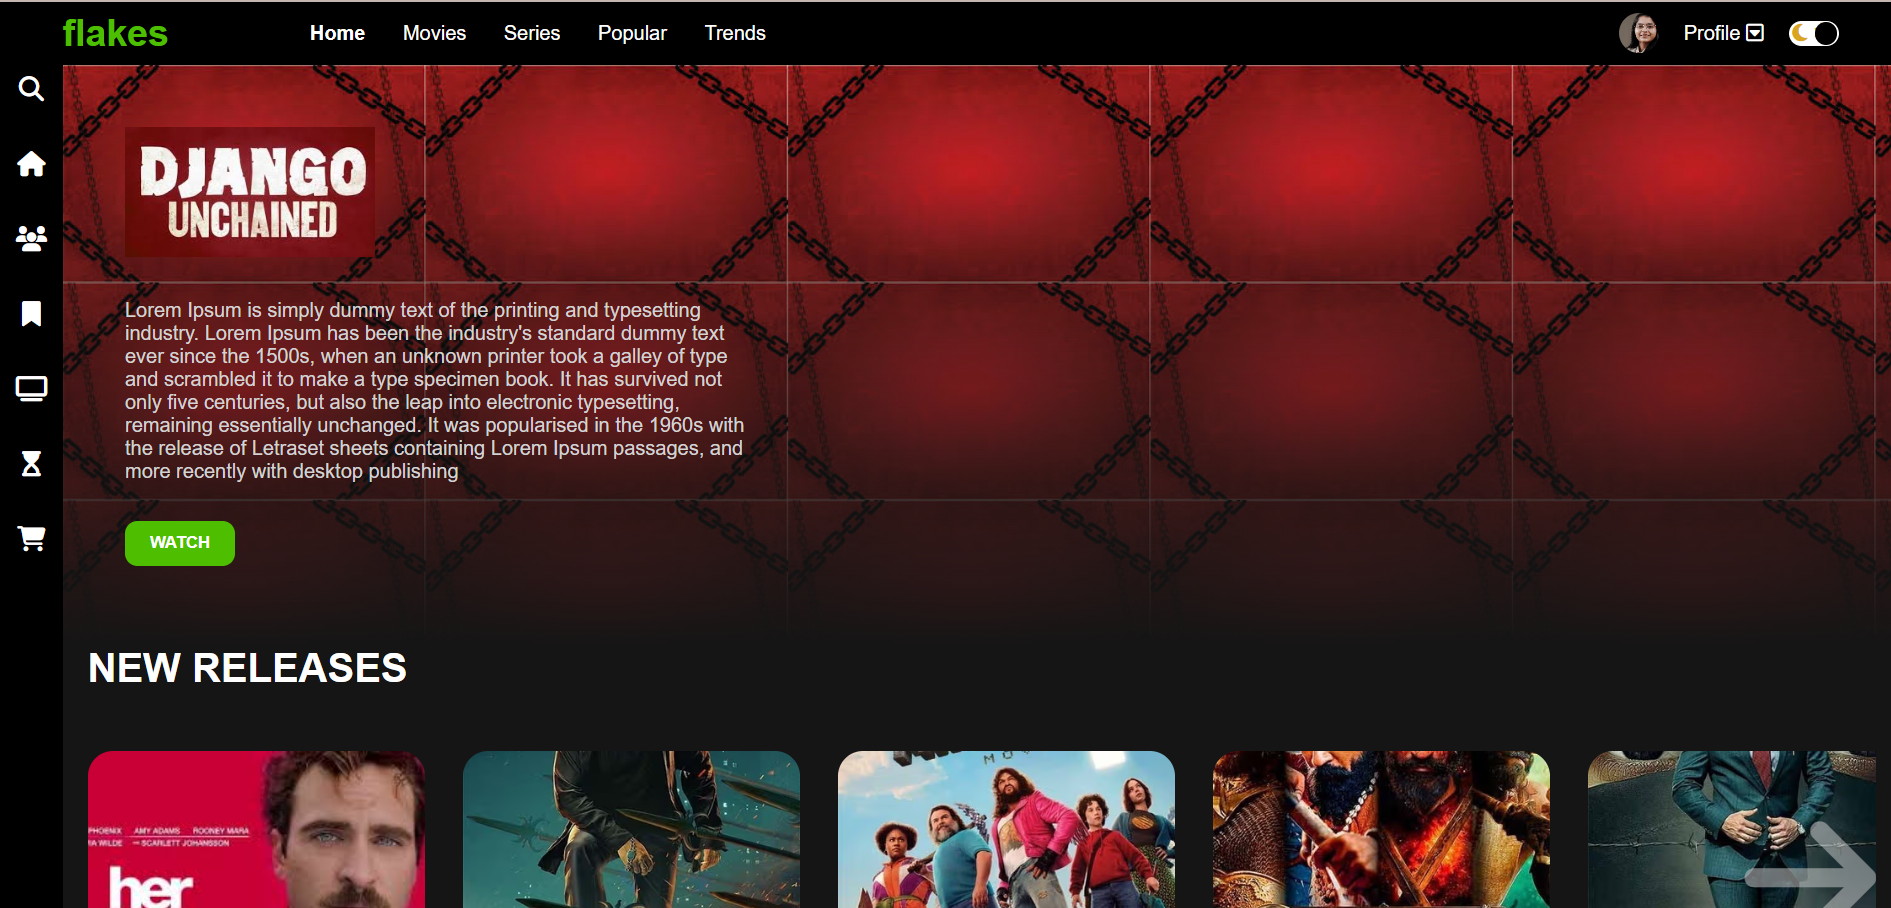 flakes
Home
Movies
Series
Popular
Trends
Profile
DJANGO
UNCHAINED
Lorem Ipsum is simply dummy text of the printing and typesetting
industry. Lorem Ipsum has been the industry's standard dummy text
ever since the 1500s, when an unknown printer took a galley of type
and scrambled it to make a type specimen book. It has survived not
only five centuries, but also the leap into electronic typesetting,
remaining essentially unchanged. It was popularised in the 1960s with
the release of Letraset sheets containing Lorem Ipsum passages, and
more recently with desktop publishing
WATCH
NEW RELEASES
PHOENIX AMY ADAMS ROONEY MARA
WILDE SCARLETT JOHANSSON
her